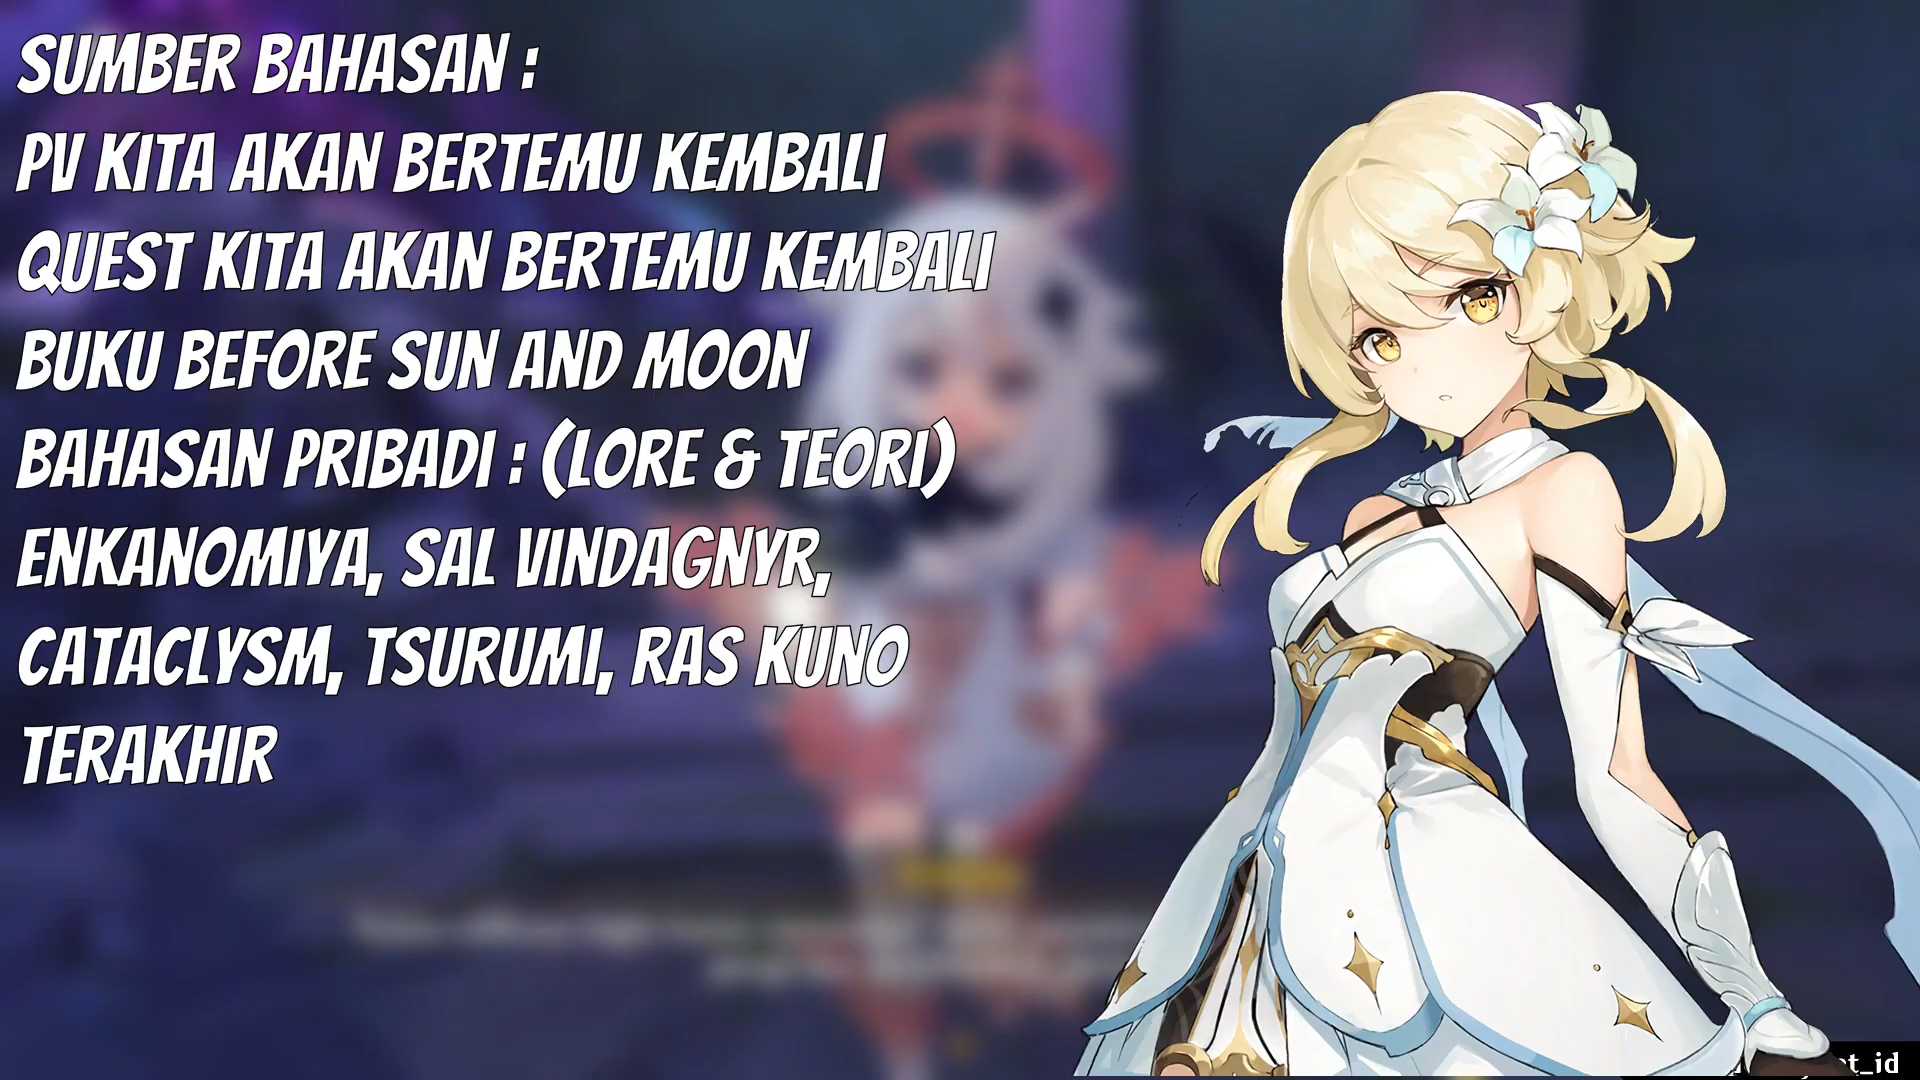 SUMBER BAHASAN :
PV KITA AKAN BERTEMU KEMBALI
QUEST KITA AKAN BERTEMU KEMBALI
BUKU BEFORE SUN AND MOON
BAHASAN PRIBADI : (LORE & TEORI)
ENKANOMIYA, SAL VINDAGNYR,
CATACLYSM, TSURUMI, RAS KUNO
TERAKHIR